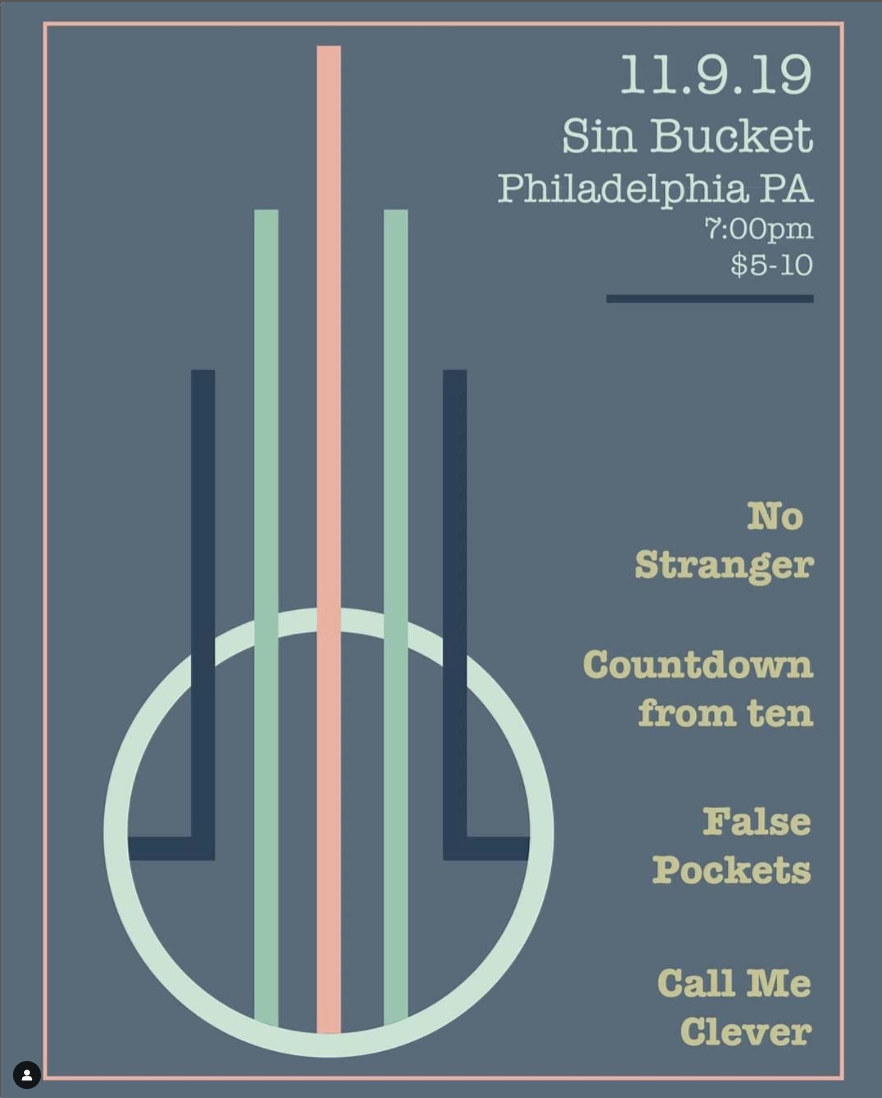 11.9.19
Sin Bucket
Philadelphia PA
7:00pm
$5-10
No
Stranger
Countdown
from ten
False
Pockets
Call Me
Clever